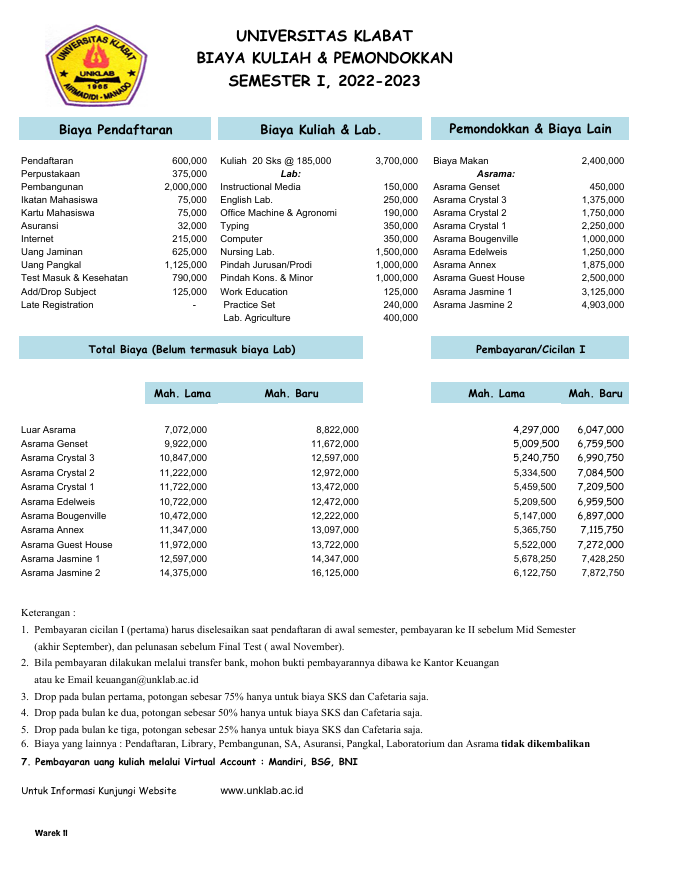 UNIVERSITAS KLABAT
UNKLAB
1965
AIRMADIDI - MANADO
UNIVERSITAS KLABAT
BIAYA KULIAH & PEMONDOKKAN
SEMESTER I, 2022-2023
Biaya Pendaftaran Biaya Kuliah & Lab. Pemondokkan & Biaya Lain
Pendaftaran 600,000 Kuliah 20 Sks @ 185,000 3,700,000 Biaya Makan 2,400,000
Perpustakaan 375,000 Lab: Asrama:
Pembangunan 2,000,000 Instructional Media 150,000 Asrama Genset 450,000
Ikatan Mahasiswa 75,000 English Lab. 250,000 Asrama Crystal 3 1,375,000
Kartu Mahasiswa 75,000 Office Machine & Agronomi 190,000 Asrama Crystal 2 1,750,000
Asuransi 32,000 Typing 350,000 Asrama Crystal 1 2,250,000
Internet 215,000 Computer 350,000 Asrama Bougenville 1,000,000
Uang Jaminan 625,000 Nursing Lab. 1,500,000 Asrama Edelweis 1,250,000
Uang Pangkal 1,125,000 Pindah Jurusan/Prodi 1,000,000 Asrama Annex 1,875,000
Test Masuk & Kesehatan 790,000 Pindah Kons. & Minor 1,000,000 Asrama Guest House 2,500,000
Add/Drop Subject 125,000 Work Education 125,000 Asrama Jasmine 1 3,125,000
Late Registration - Practice Set 240,000 Asrama Jasmine 2 4,903,000
Lab. Agriculture 400,000
Total Biaya (Belum termasuk biaya Lab) Pembayaran/Cicilan I
Mah. Lama Mah. Baru Mah. Lama Mah. Baru
Luar Asrama 7,072,000 8,822,000 4,297,000 6,047,000
Asrama Genset 9,922,000 11,672,000 5,009,500 6,759,500
Asrama Crystal 3 10,847,000 12,597,000 5,240,750 6,990,750
Asrama Crystal 2 11,222,000 12,972,000 5,334,500 7,084,500
Asrama Crystal 1 11,722,000 13,472,000 5,459,500 7,209,500
Asrama Edelweis 10,722,000 12,472,000 5,209,500 6,959,500
Asrama Bougenville 10,472,000 12,222,000 5,147,000 6,897,000
Asrama Annex 11,347,000 13,097,000 5,365,750 7,115,750
Asrama Guest House 11,972,000 13,722,000 5,522,000 7,272,000
Asrama Jasmine 1 12,597,000 14,347,000 5,678,250 7,428,250
Asrama Jasmine 2 14,375,000 16,125,000 6,122,750 7,872,750
Keterangan :
1. Pembayaran cicilan I (pertama) harus diselesaikan saat pendaftaran di awal semester, pembayaran ke II sebelum Mid Semester
(akhir September), dan pelunasan sebelum Final Test ( awal November).
2. Bila pembayaran dilakukan melalui transfer bank, mohon bukti pembayarannya dibawa ke Kantor Keuangan
atau ke Email keuangan@unklab.ac.id
3. Drop pada bulan pertama, potongan sebesar 75% hanya untuk biaya SKS dan Cafetaria saja.
4. Drop pada bulan ke dua, potongan sebesar 50% hanya untuk biaya SKS dan Cafetaria saja.
5. Drop pada bulan ke tiga, potongan sebesar 25% hanya untuk biaya SKS dan Cafetaria saja.
6. Biaya yang lainnya : Pendaftaran, Library, Pembangunan, SA, Asuransi, Pangkal, Laboratorium dan Asrama tidak dikembalikan
7. Pembayaran uang kuliah melalui Virtual Account : Mandiri, BSG, BNI
Untuk Informasi Kunjungi Website www.unklab.ac.id
Warek II